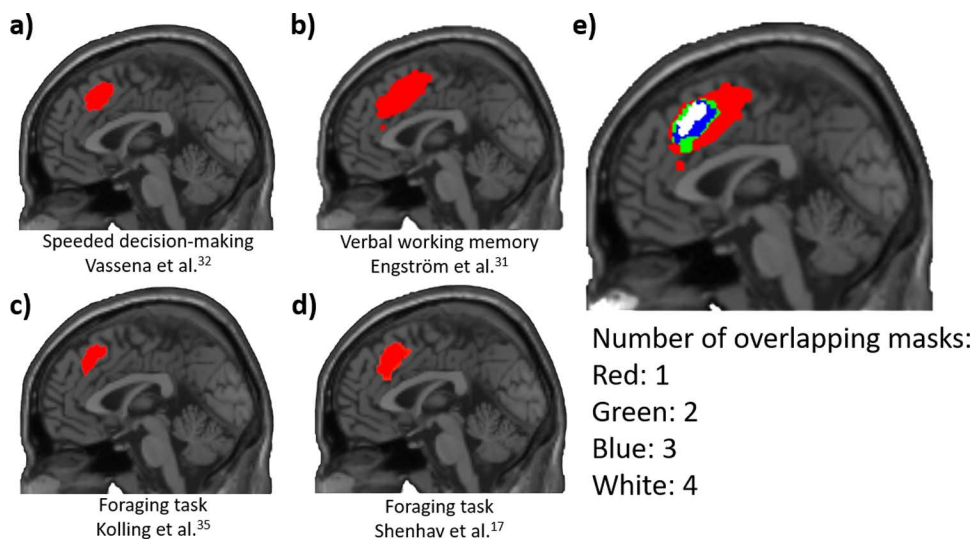 a)
b)
e)
Speeded decision-making
Vassena et al.32
Verbal working memory
Engström et al.31
c)
d)
Foraging task
Kolling et al.35
Foraging task
Shenhav et al.17
Number of overlapping masks:
Red: 1
Green: 2
Blue: 3
White: 4